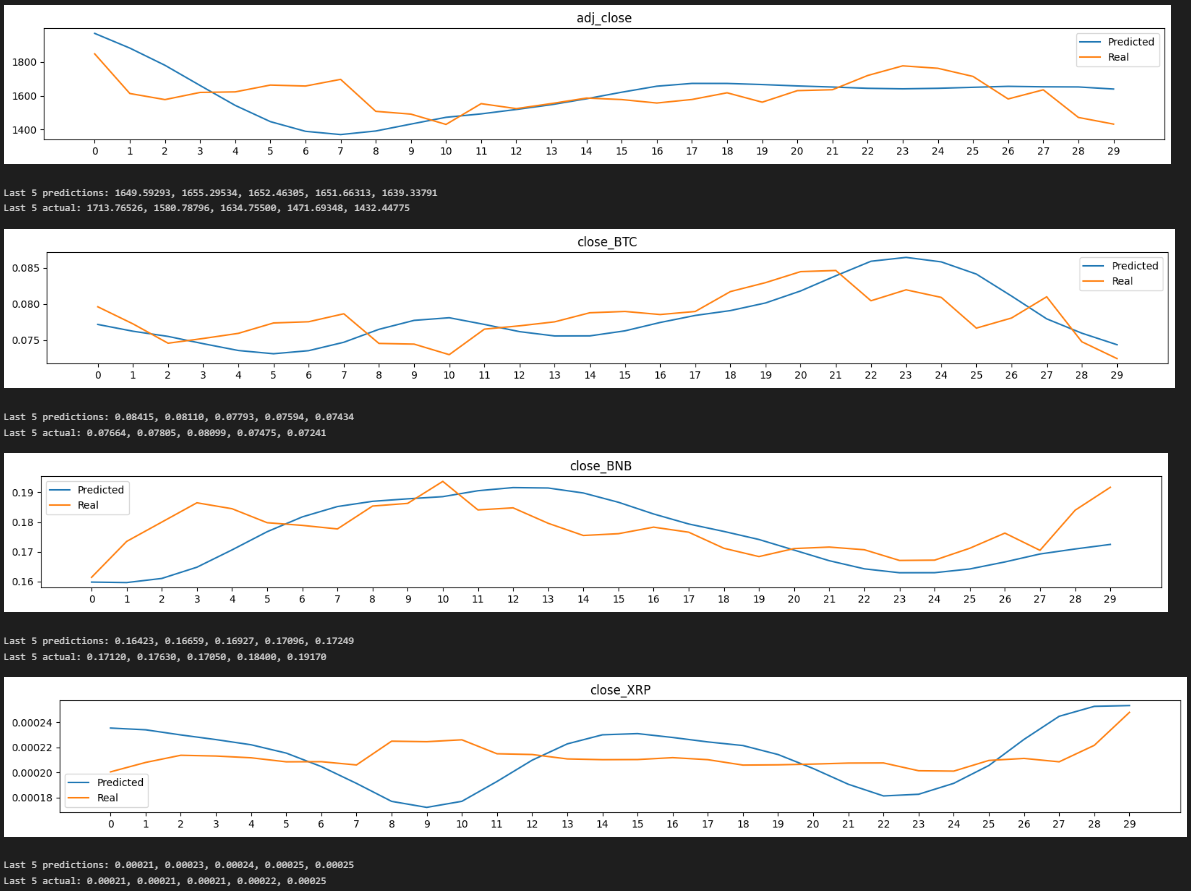 adj_close
Predicted
Real
1800
1600
1400
0 1 2 3 4 5 6 7 8 9 10 11 12 13 14 15 16 17 18 19 20 21 22 23 24 25 26 27 28 29
Last 5 predictions: 1649.59293, 1655.29534, 1652.46305, 1651.66313, 1639.33791
Last 5 actual: 1713.76526, 1580.78796, 1634.75500, 1471.69348, 1432.44775
close_BTC
Predicted
Real
0.085
0.080
0.075
0 1 2 3 4 5 6 7 8 9 10 11 12 13 14 15 16 17 18 19 20 21 22 23 24 25 26 27 28 29
Last 5 predictions: 0.08415, 0.08110, 0.07793, 0.07594, 0.07434
Last 5 actual: 0.07664, 0.07805, 0.08099, 0.07475, 0.07241
close_BNB
Predicted
Real
0.19
0.18
0.17
0.16
0 1 2 3 4 5 6 7 8 9 10 11 12 13 14 15 16 17 18 19 20 21 22 23 24 25 26 27 28 29
Last 5 predictions: 0.16423, 0.16659, 0.16927, 0.17096, 0.17249
Last 5 actual: 0.17120, 0.17630, 0.17050, 0.18400, 0.19170
close_XRP
0.00024
0.00022
0.00020
0.00018
Predicted
Real
0 1 2 3 4 5 6 7 8 9 10 11 12 13 14 15 16 17 18 19 20 21 22 23 24 25 26 27 28 29
Last 5 predictions: 0.00021, 0.00023, 0.00024, 0.00025, 0.00025
Last 5 actual: 0.00021, 0.00021, 0.00021, 0.00022, 0.00025